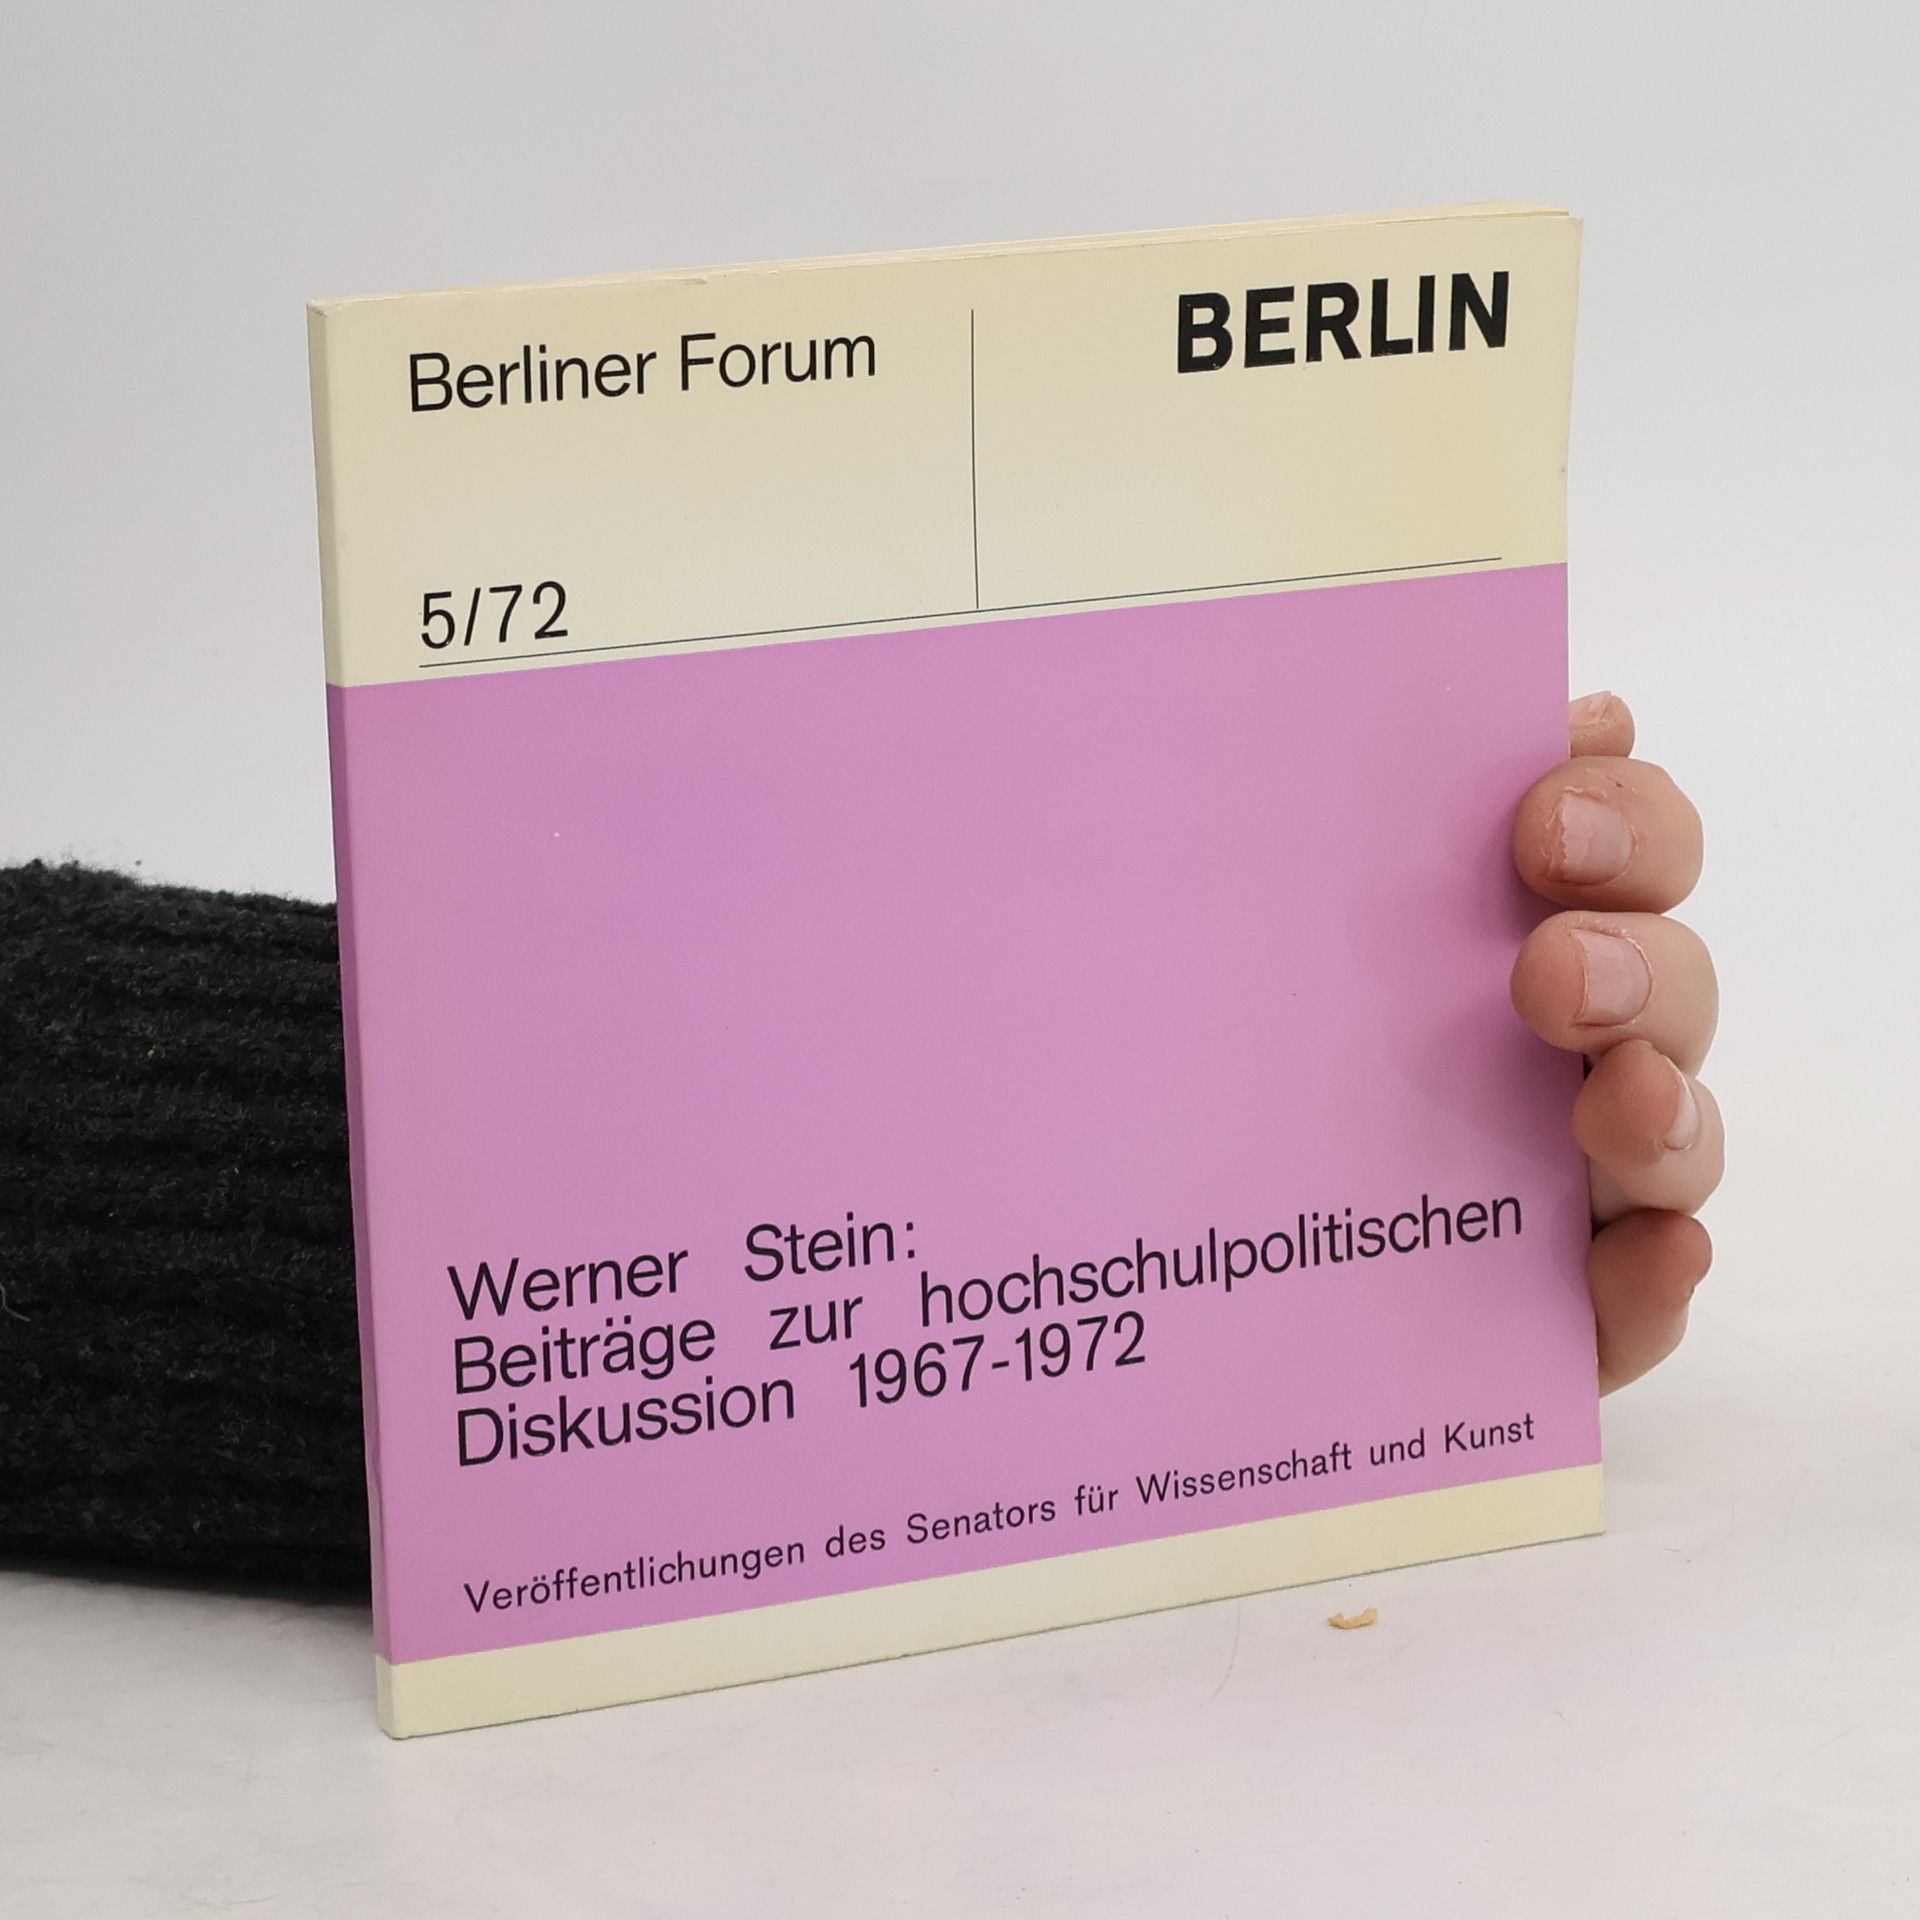 Berliner Forum
BERLIN
5/72
Werner Stein:
Beiträge zur hochschulpolitischen
Diskussion 1967-1972
Veröffentlichungen des Senators für Wissenschaft und Kunst